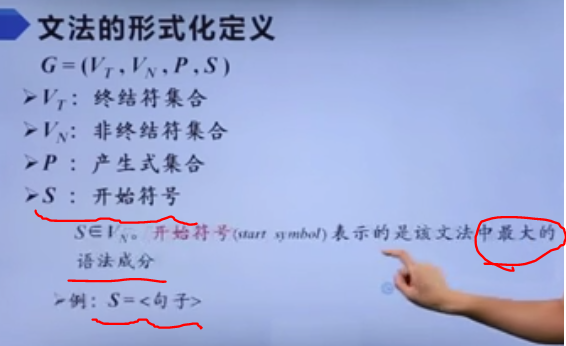 文法的形式化定义
G = (V_T , V_N , P , S )
➢V_T： 终结符集合
➢V_N： 非终结符集合
➢P ： 产生式集合
➢S ： 开始符号
S∈V_N。开始符号(start symbol)表示的是该文法中最大的
语法成分
➢例： S = <句子>